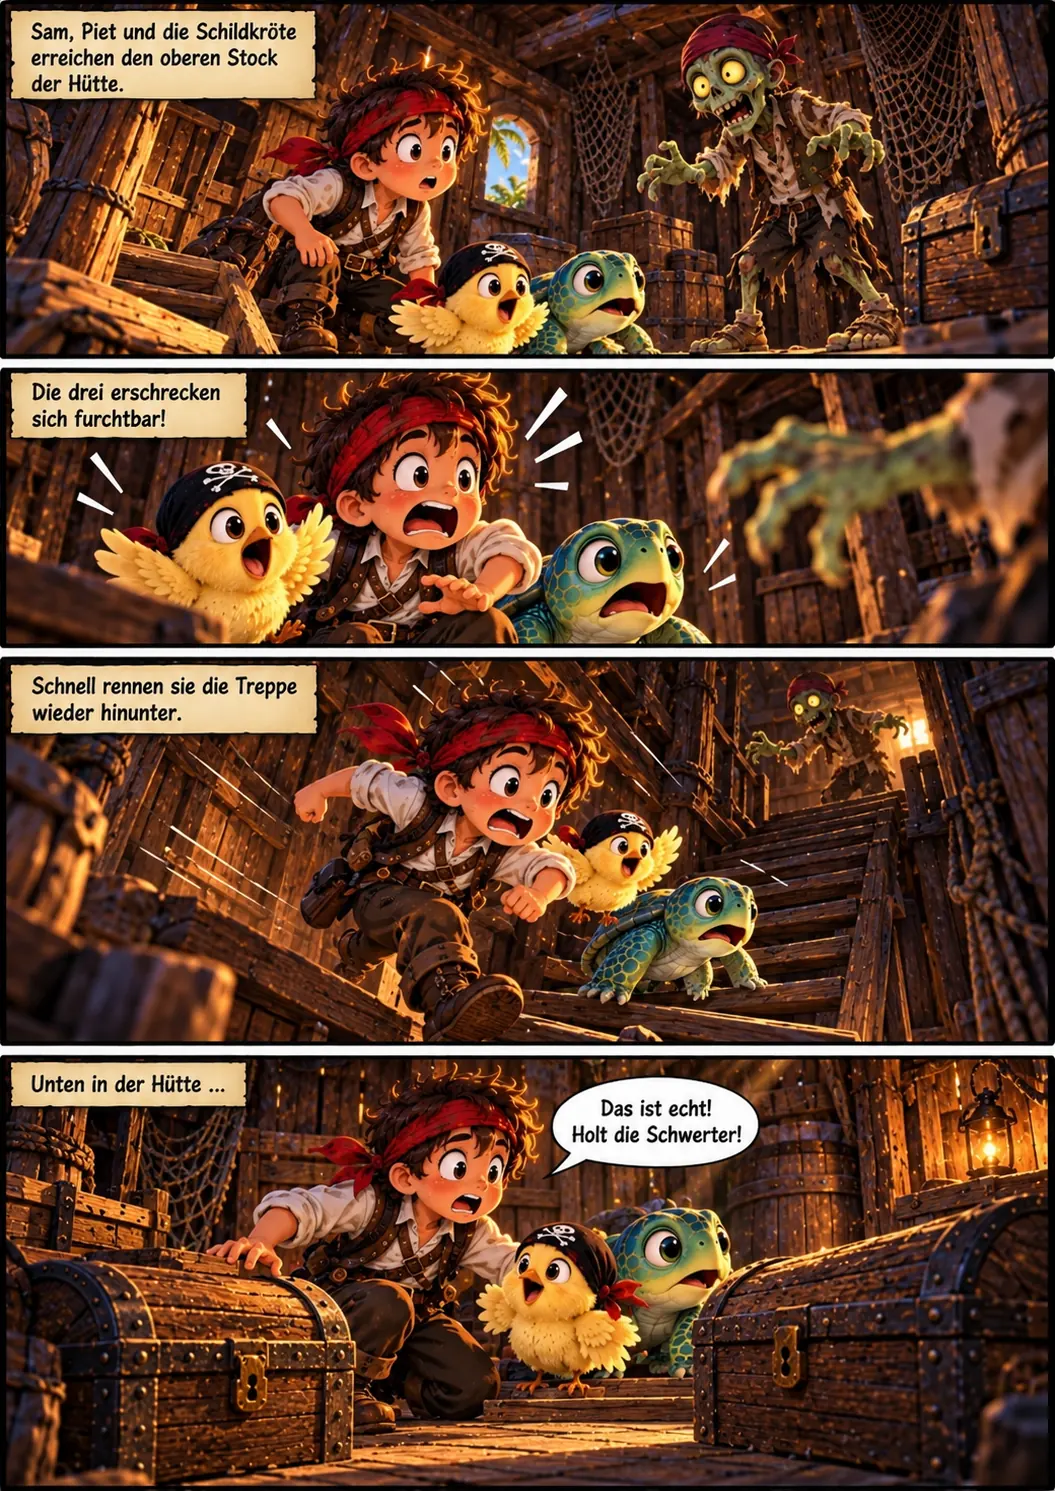 Sam, Piet und die Schildkröte
erreichen den oberen Stock
der Hütte.
Die drei erschrecken
sich furchtbar!
Schnell rennen sie die Treppe
wieder hinunter.
Unten in der Hütte ...
Das ist echt!
Holt die Schwerter!